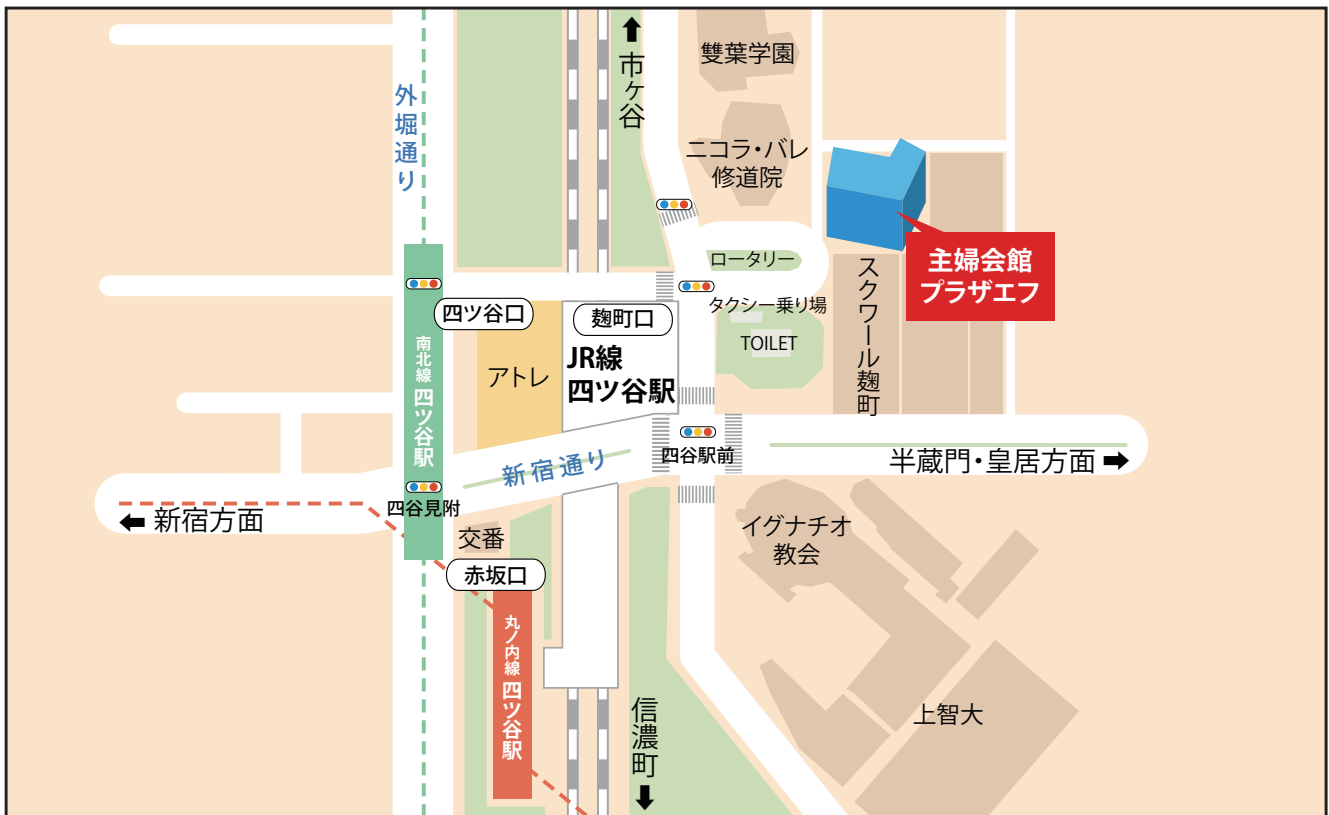 雙葉学園
市ヶ谷
外堀通り
ニコラ・バレ
修道院
主婦会館
プラザエフ
ロータリー
タクシー乗り場
TOILET
スクワール麹町
四ツ谷口
麹町口
JR線
四ツ谷駅
アトレ
南北線 四ツ谷駅
新宿通り
四谷駅前
半蔵門・皇居方面
四谷見附
新宿方面
交番
イグナチオ
教会
赤坂口
丸ノ内線 四ツ谷駅
信濃町
上智大